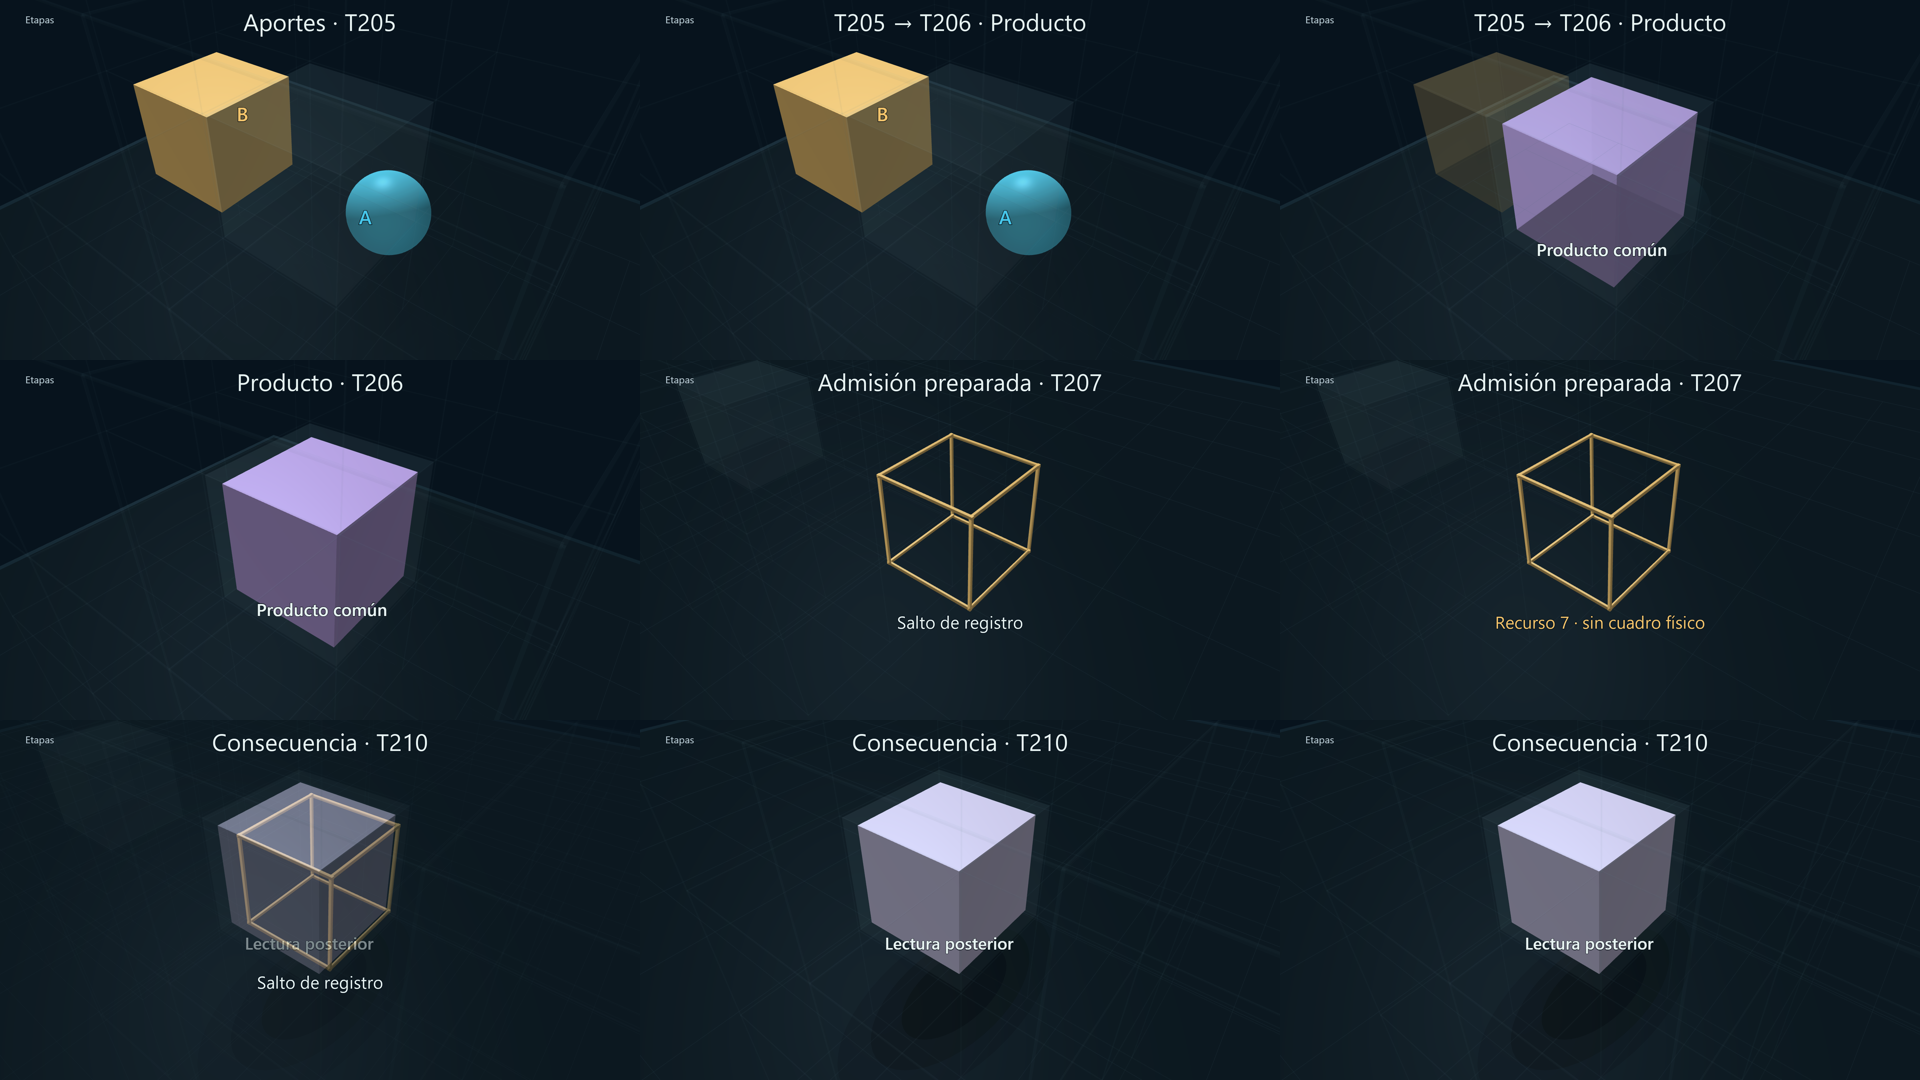 Etapas
Aportes · T205
B
A
Etapas
T205 → T206 · Producto
B
A
Etapas
T205 → T206 · Producto
Producto común
Etapas
Producto · T206
Producto común
Etapas
Admisión preparada · T207
Salto de registro
Etapas
Admisión preparada · T207
Recurso 7 · sin cuadro físico
Etapas
Consecuencia · T210
Lectura posterior
Salto de registro
Etapas
Consecuencia · T210
Lectura posterior
Etapas
Consecuencia · T210
Lectura posterior